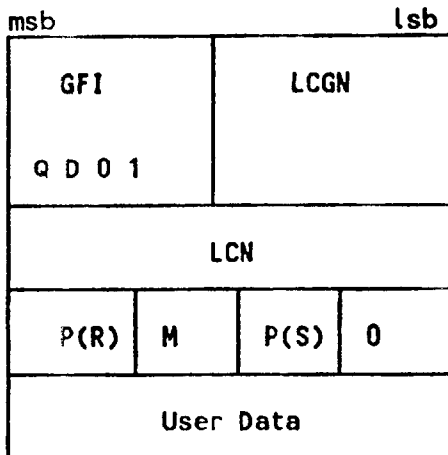 msb lsb
GFI LCGN
Q D 0 1
LCN
P(R) M P(S) 0
User Data